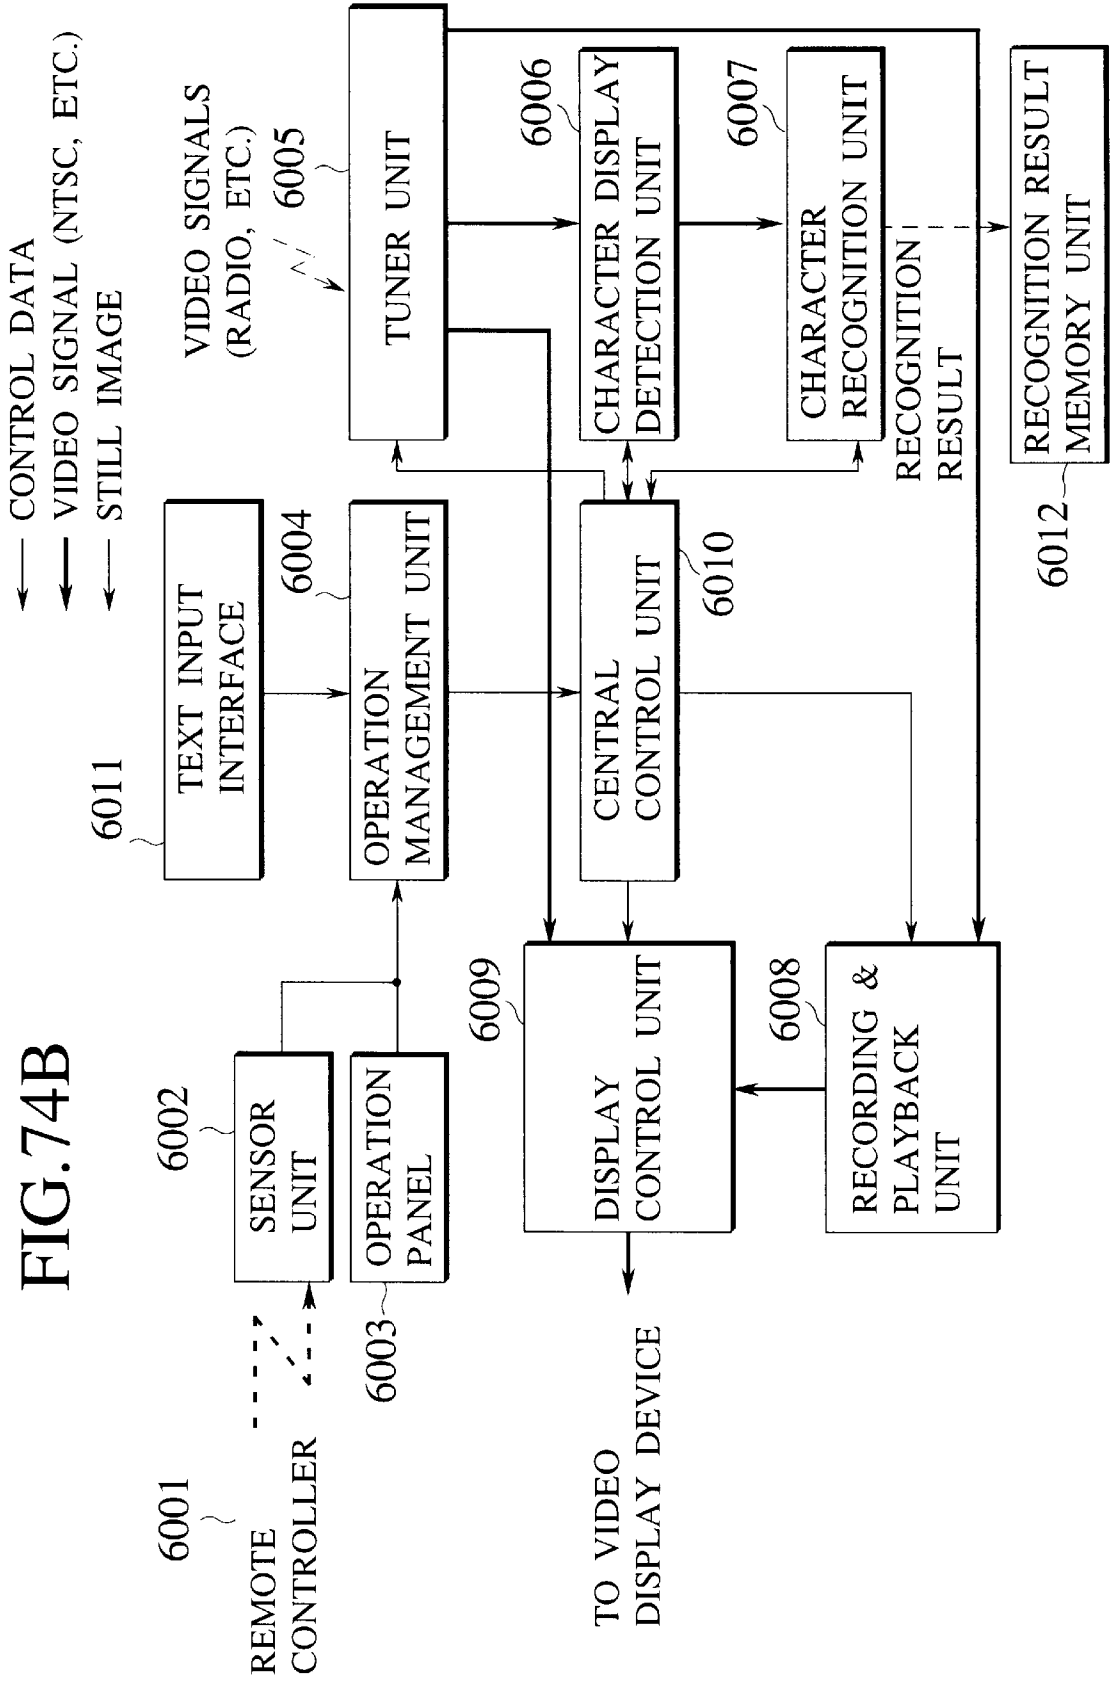 FIG.74B
CONTROL DATA
VIDEO SIGNAL (NTSC, ETC.)
STILL IMAGE
6001
REMOTE
CONTROLLER
6002
SENSOR
UNIT
6003
OPERATION
PANEL
6011
TEXT INPUT
INTERFACE
6004
OPERATION
MANAGEMENT UNIT
VIDEO SIGNALS
(RADIO, ETC.)
6005
TUNER UNIT
6009
DISPLAY
CONTROL UNIT
TO VIDEO
DISPLAY DEVICE
CENTRAL
CONTROL UNIT
6010
6006
CHARACTER DISPLAY
DETECTION UNIT
6008
RECORDING &
PLAYBACK
UNIT
6007
CHARACTER
RECOGNITION UNIT
RECOGNITION
RESULT
6012
RECOGNITION RESULT
MEMORY UNIT